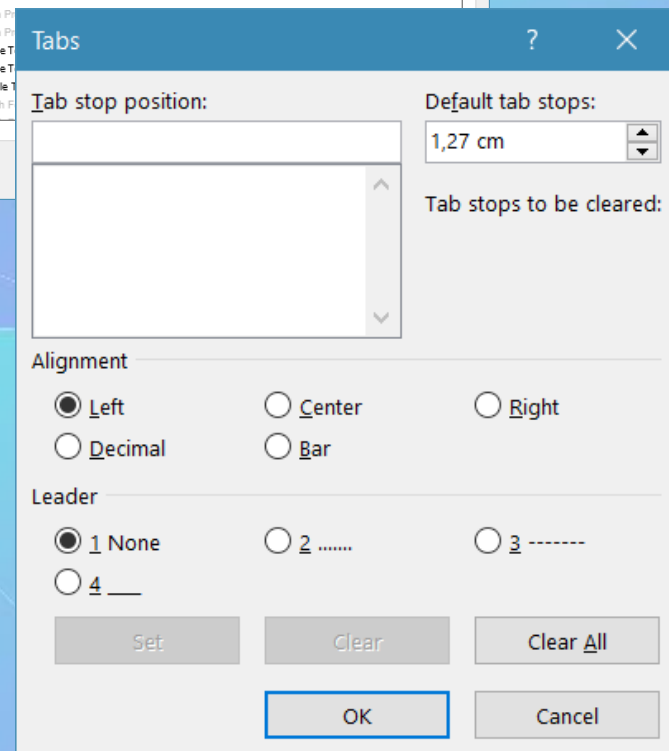 Tabs ?
Tab stop position:
Default tab stops:
1,27 cm
Tab stops to be cleared:
Alignment
Left Center Right
Decimal Bar
Leader
1 None 2 ....... 3 -------
4 ___
Set Clear Clear All
OK Cancel